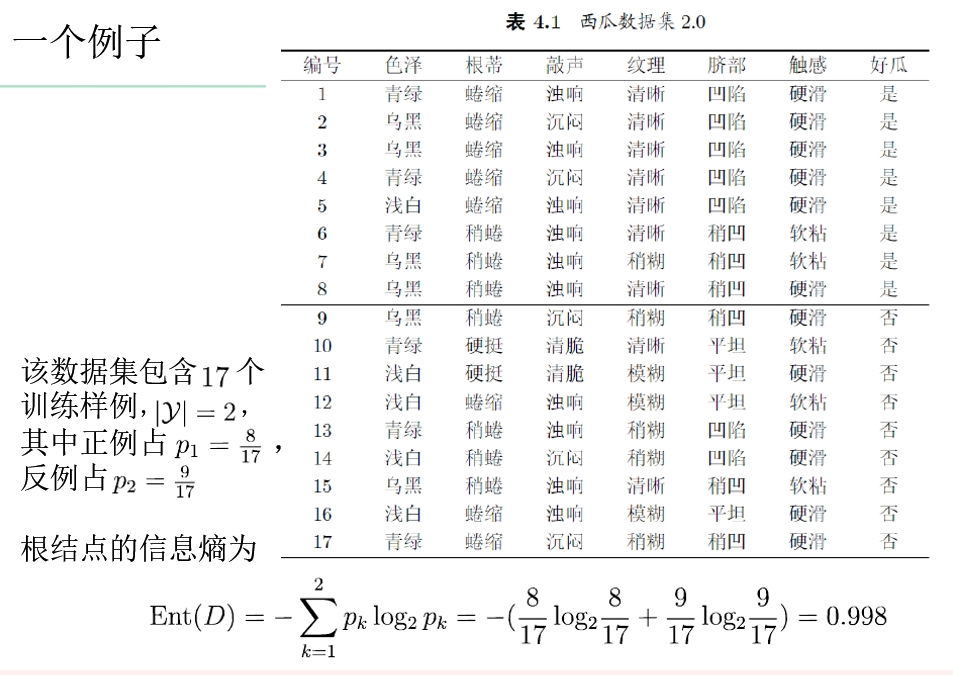 一个例子
表 4.1 西瓜数据集 2.0
编号 色泽 根蒂 敲声 纹理 脐部 触感 好瓜
1 青绿 蜷缩 浊响 清晰 凹陷 硬滑 是
2 乌黑 蜷缩 沉闷 清晰 凹陷 硬滑 是
3 乌黑 蜷缩 浊响 清晰 凹陷 硬滑 是
4 青绿 蜷缩 沉闷 清晰 凹陷 硬滑 是
5 浅白 蜷缩 浊响 清晰 凹陷 硬滑 是
6 青绿 稍蜷 浊响 清晰 稍凹 软粘 是
7 乌黑 稍蜷 浊响 稍糊 稍凹 软粘 是
8 乌黑 稍蜷 浊响 清晰 稍凹 硬滑 是
9 乌黑 稍蜷 沉闷 稍糊 稍凹 硬滑 否
10 青绿 硬挺 清脆 清晰 平坦 软粘 否
11 浅白 硬挺 清脆 模糊 平坦 硬滑 否
12 浅白 蜷缩 浊响 模糊 平坦 软粘 否
13 青绿 稍蜷 浊响 稍糊 凹陷 硬滑 否
14 浅白 稍蜷 沉闷 稍糊 凹陷 硬滑 否
15 乌黑 稍蜷 浊响 清晰 稍凹 软粘 否
16 浅白 蜷缩 浊响 模糊 平坦 硬滑 否
17 青绿 蜷缩 沉闷 稍糊 稍凹 硬滑 否
该数据集包含 17 个
训练样例, |𝒴| = 2,
其中正例占 p₁ = 8/17 ,
反例占 p₂ = 9/17
根结点的信息熵为
Ent(D) = −∑_{k=1}^{2} p_k log₂ p_k = −(8/17 log₂ 8/17 + 9/17 log₂ 9/17) = 0.998